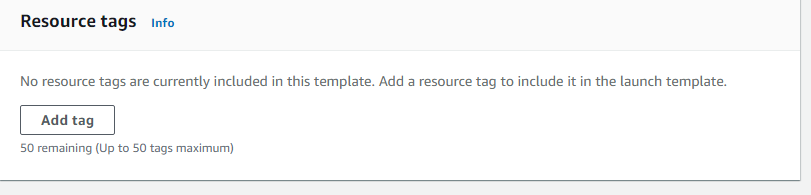 Resource tags Info
No resource tags are currently included in this template. Add a resource tag to include it in the launch template.
Add tag
50 remaining (Up to 50 tags maximum)